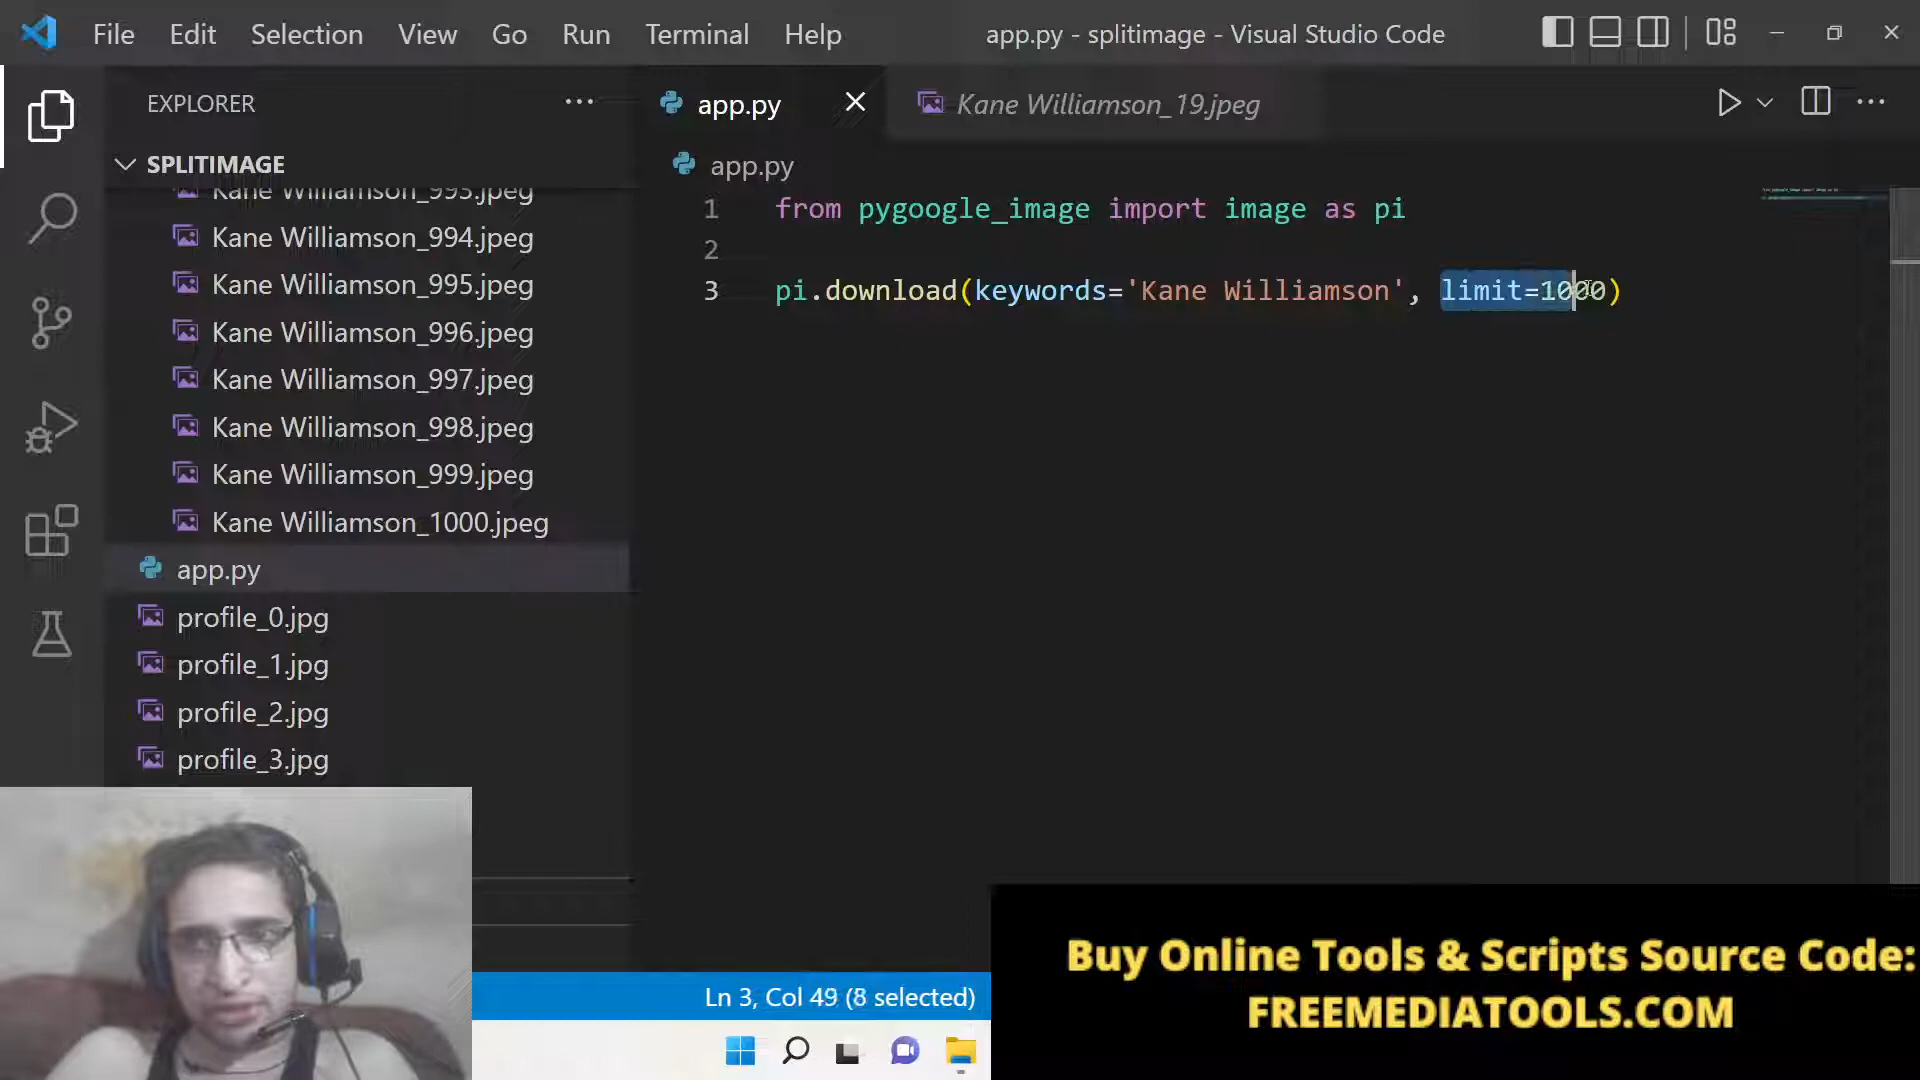 File Edit Selection View Go Run Terminal Help app.py - splitimage - Visual Studio Code
EXPLORER
SPLITIMAGE
Kane Williamson_993.jpeg
Kane Williamson_994.jpeg
Kane Williamson_995.jpeg
Kane Williamson_996.jpeg
Kane Williamson_997.jpeg
Kane Williamson_998.jpeg
Kane Williamson_999.jpeg
Kane Williamson_1000.jpeg
app.py
profile_0.jpg
profile_1.jpg
profile_2.jpg
profile_3.jpg
app.py Kane Williamson_19.jpeg
app.py
1 from pygoogle_image import image as pi
2
3 pi.download(keywords='Kane Williamson', limit=1000)
Ln 3, Col 49 (8 selected)
Buy Online Tools & Scripts Source Code:
FREEMEDIATOOLS.COM